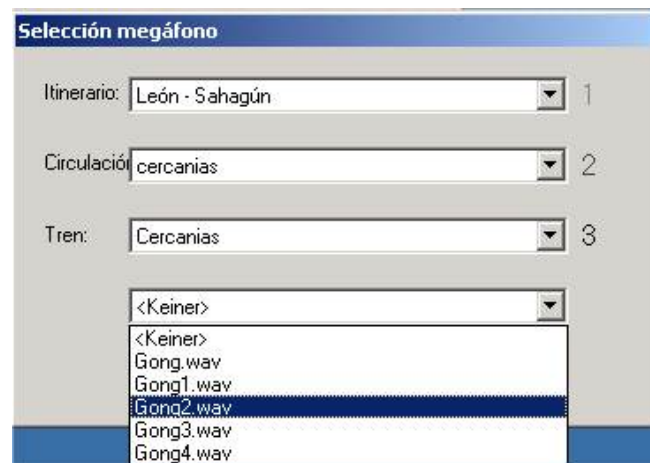 Selección megáfono
Itinerario: León - Sahagún 1
Circulación cercanias 2
Tren: Cercanias 3
<Keiner>
<Keiner>
Gong.wav
Gong1.wav
Gong2.wav
Gong3.wav
Gong4.wav